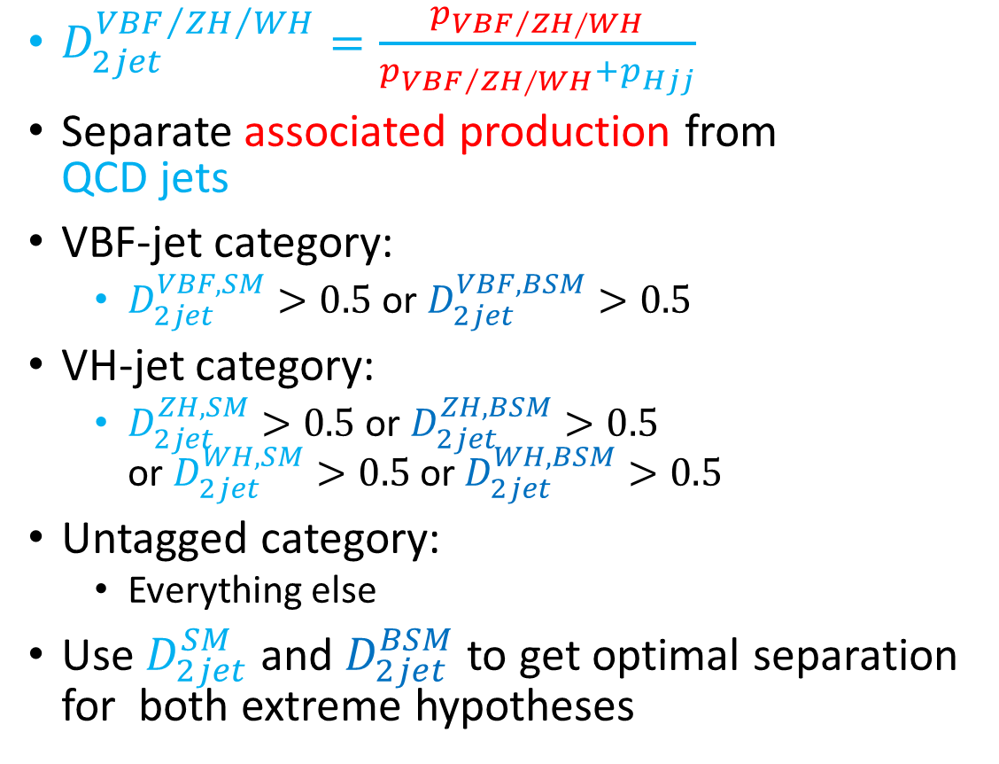 • D_{2jet}^{VBF/ZH/WH} = \frac{p_{VBF/ZH/WH}}{p_{VBF/ZH/WH}+p_{Hjj}}
• Separate associated production from
QCD jets
• VBF-jet category:
• D_{2jet}^{VBF,SM} > 0.5 or D_{2jet}^{VBF,BSM} > 0.5
• VH-jet category:
• D_{2jet}^{ZH,SM} > 0.5 or D_{2jet}^{ZH,BSM} > 0.5
or D_{2jet}^{WH,SM} > 0.5 or D_{2jet}^{WH,BSM} > 0.5
• Untagged category:
• Everything else
• Use D_{2jet}^{SM} and D_{2jet}^{BSM} to get optimal separation
for both extreme hypotheses